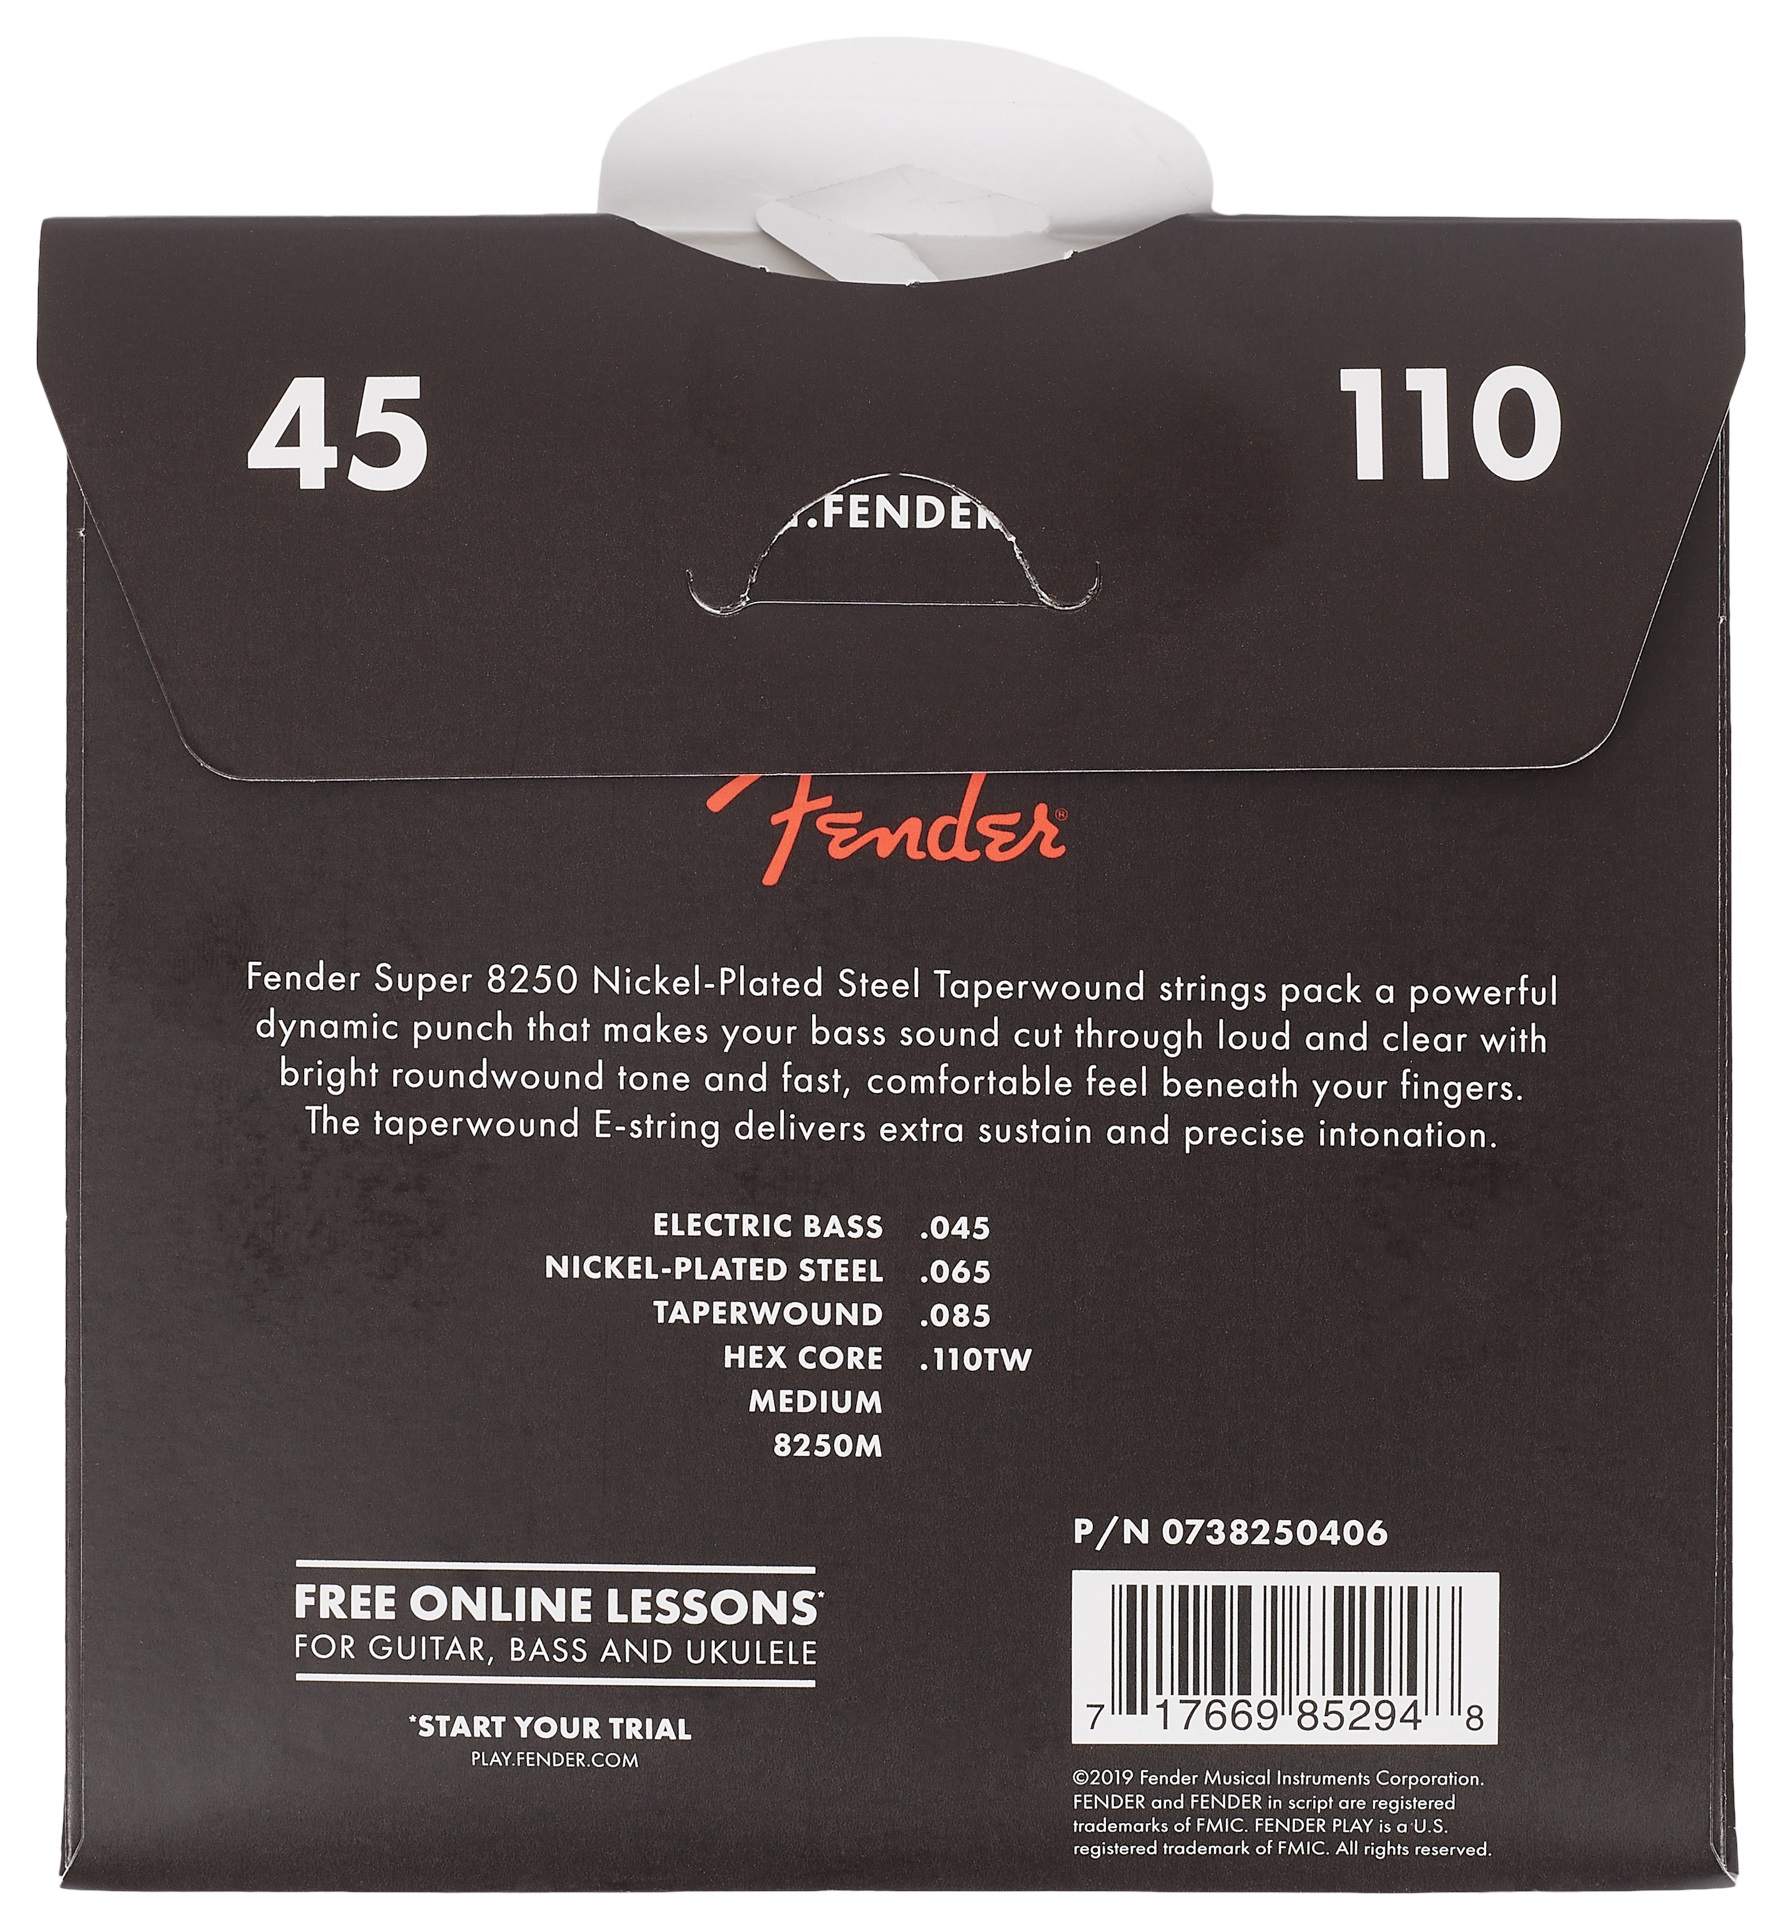 45
110
.FENDER
Fender®
Fender Super 8250 Nickel-Plated Steel Taperwound strings pack a powerful
dynamic punch that makes your bass sound cut through loud and clear with
bright roundwound tone and fast, comfortable feel beneath your fingers.
The taperwound E-string delivers extra sustain and precise intonation.
ELECTRIC BASS .045
NICKEL-PLATED STEEL .065
TAPERWOUND .085
HEX CORE .110TW
MEDIUM
8250M
P/N 0738250406
FREE ONLINE LESSONS*
FOR GUITAR, BASS AND UKULELE
*START YOUR TRIAL
PLAY.FENDER.COM
7 17669 85294 8
©2019 Fender Musical Instruments Corporation.
FENDER and FENDER in script are registered
trademarks of FMIC. FENDER PLAY is a U.S.
registered trademark of FMIC. All rights reserved.